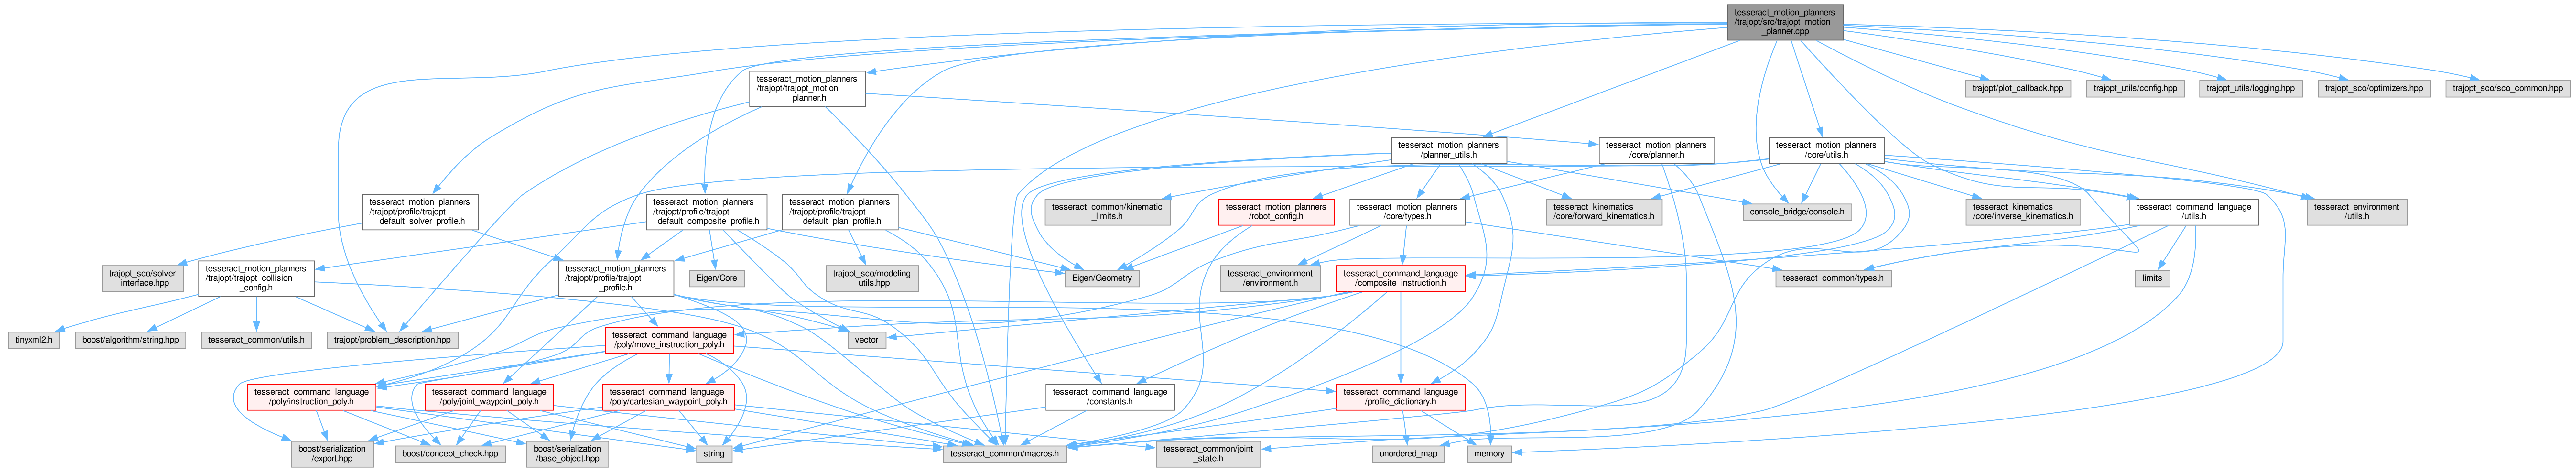 tesseract_motion_planners
/trajopt/src/trajopt_motion
_planner.cpp
tesseract_motion_planners
/trajopt/trajopt_motion
_planner.h
trajopt/plot_callback.hpp
trajopt_utils/config.hpp
trajopt_utils/logging.hpp
trajopt_sco/optimizers.hpp
trajopt_sco/sco_common.hpp
tesseract_motion_planners
/planner_utils.h
tesseract_motion_planners
/core/planner.h
tesseract_motion_planners
/core/utils.h
tesseract_motion_planners
/trajopt/profile/trajopt
_default_solver_profile.h
tesseract_motion_planners
/trajopt/profile/trajopt
_default_composite_profile.h
tesseract_motion_planners
/trajopt/profile/trajopt
_default_plan_profile.h
tesseract_common/kinematic
_limits.h
tesseract_motion_planners
/robot_config.h
tesseract_motion_planners
/core/types.h
tesseract_kinematics
/core/forward_kinematics.h
console_bridge/console.h
tesseract_kinematics
/core/inverse_kinematics.h
tesseract_command_language
/utils.h
tesseract_environment
/utils.h
trajopt_sco/solver
_interface.hpp
tesseract_motion_planners
/trajopt/trajopt_collision
_config.h
tesseract_motion_planners
/trajopt/profile/trajopt
_profile.h
Eigen/Core
trajopt_sco/modeling
_utils.hpp
Eigen/Geometry
tesseract_environment
/environment.h
tesseract_command_language
/composite_instruction.h
tesseract_common/types.h
limits
tinyxml2.h
boost/algorithm/string.hpp
tesseract_common/utils.h
trajopt/problem_description.hpp
tesseract_command_language
/poly/move_instruction_poly.h
vector
tesseract_command_language
/poly/instruction_poly.h
tesseract_command_language
/poly/joint_waypoint_poly.h
tesseract_command_language
/poly/cartesian_waypoint_poly.h
tesseract_command_language
/constants.h
tesseract_command_language
/profile_dictionary.h
boost/serialization
/export.hpp
boost/concept_check.hpp
boost/serialization
/base_object.hpp
string
tesseract_common/macros.h
tesseract_common/joint
_state.h
unordered_map
memory